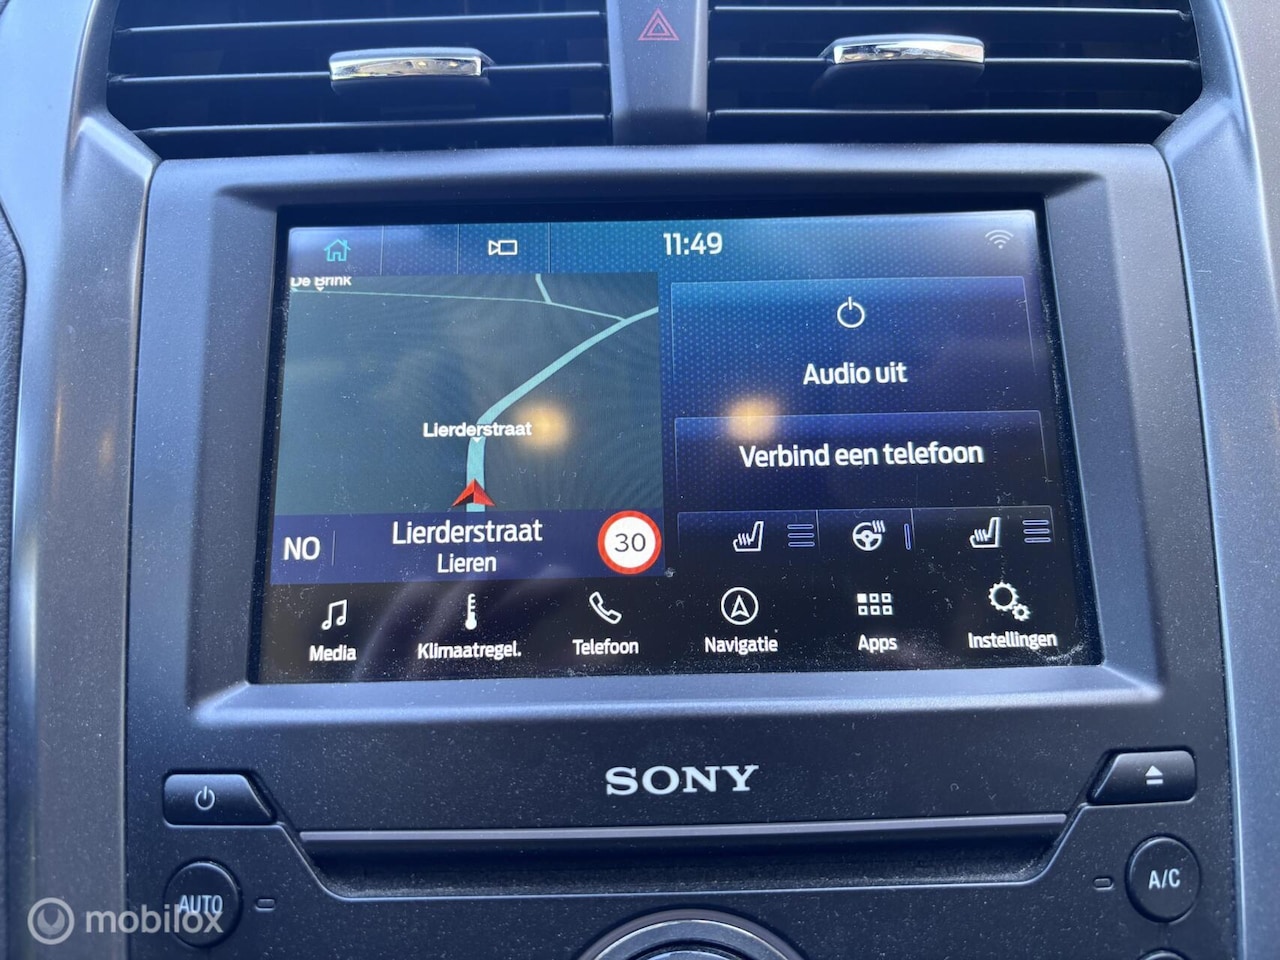 11:49
De Brink
Audio uit
Lierderstraat
Verbind een telefoon
NO
Lierderstraat
Lieren
30
Media
Klimaatregel.
Telefoon
Navigatie
Apps
Instellingen
SONY
AUTO
A/C
mobilox